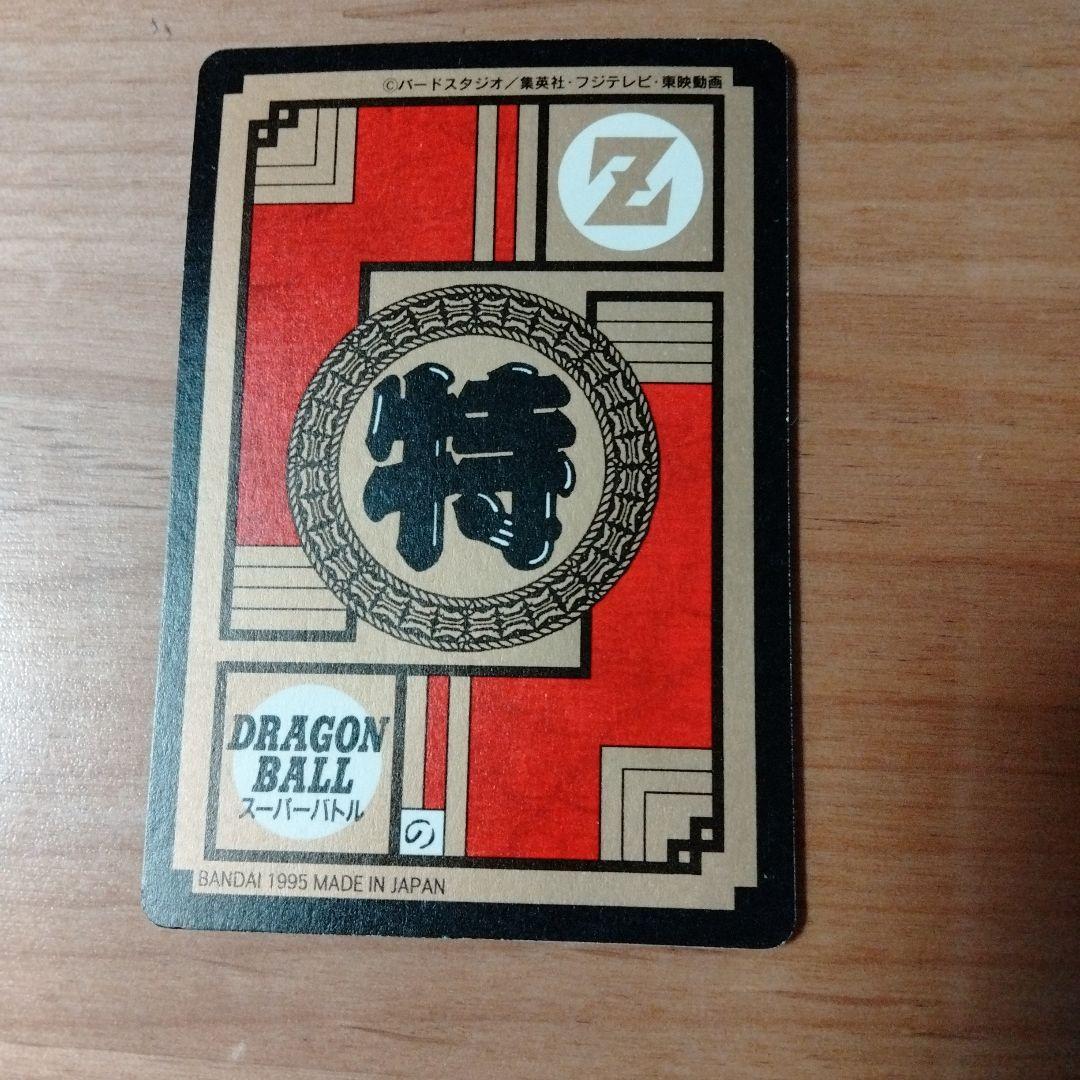 ©バードスタジオ／集英社・フジテレビ・東映動画
Z
特
DRAGON
BALL
スーパーバトル
の
BANDAI 1995 MADE IN JAPAN